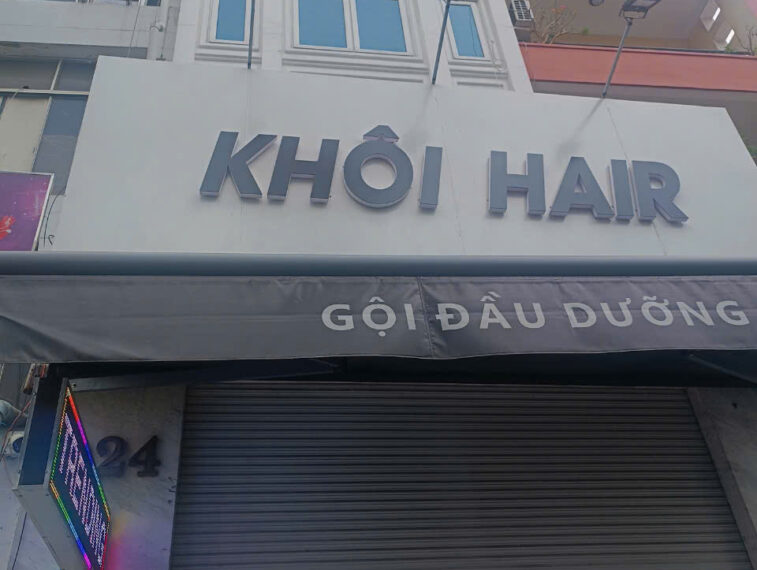 KHÔI HAIR
GỘI ĐẦU DƯỠNG
24